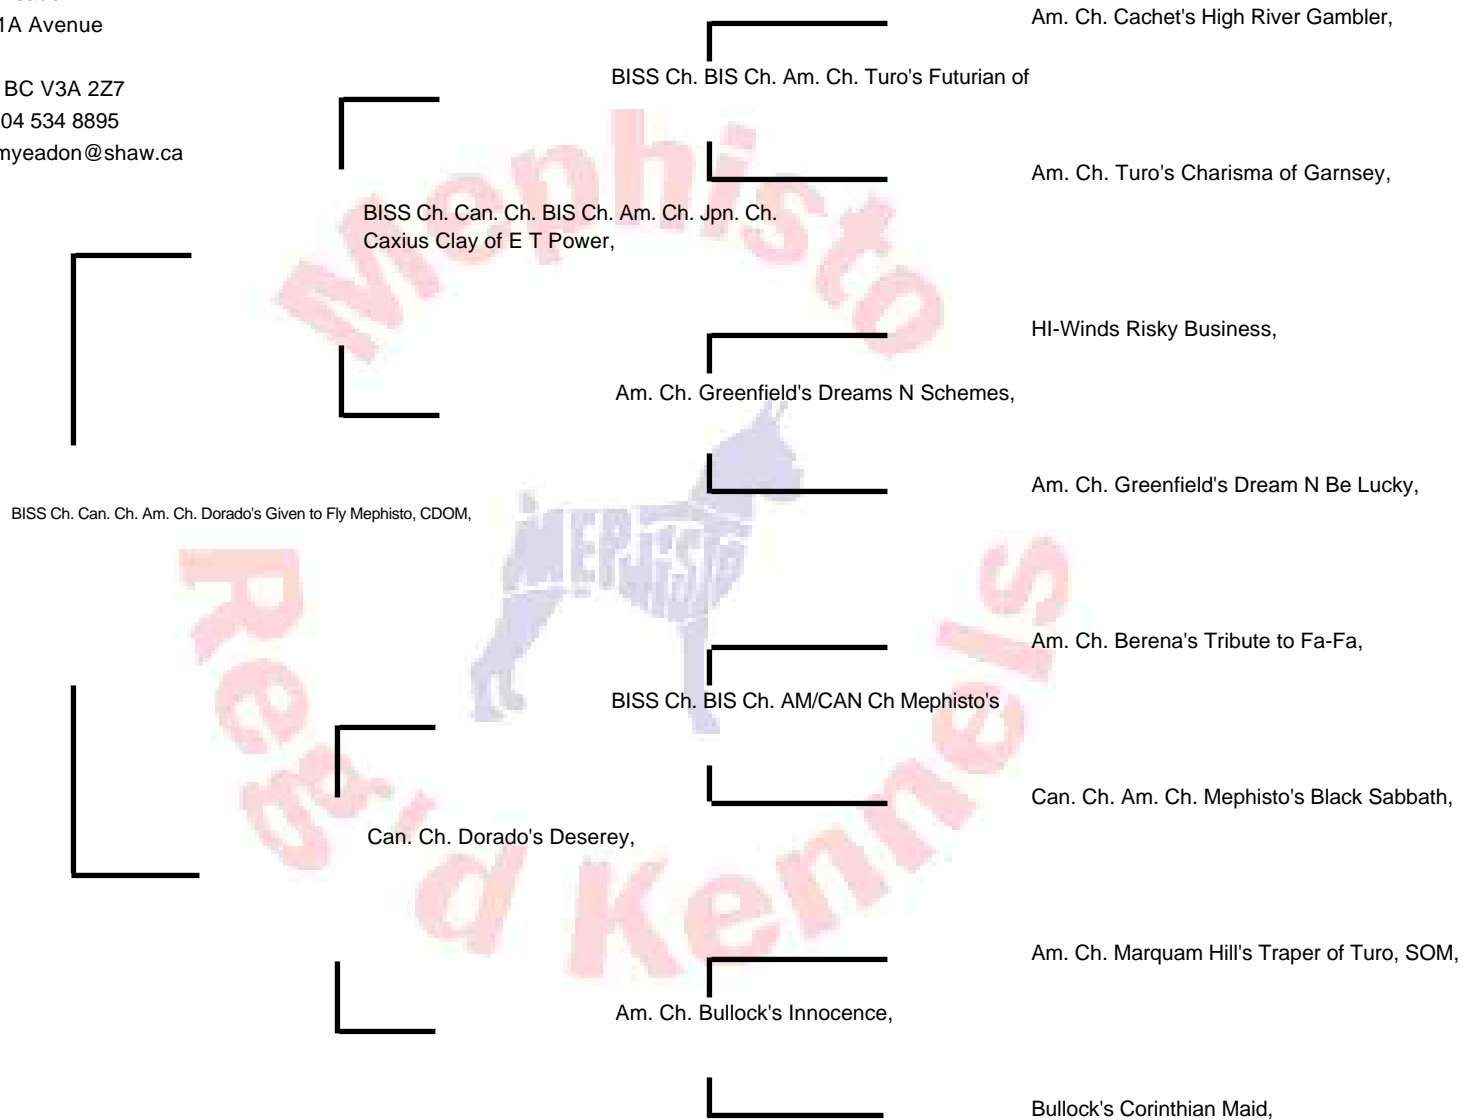 1A Avenue
BC V3A 2Z7
04 534 8895
myeadon@shaw.ca
Am. Ch. Cachet's High River Gambler,
BISS Ch. BIS Ch. Am. Ch. Turo's Futurian of
Am. Ch. Turo's Charisma of Garnsey,
BISS Ch. Can. Ch. BIS Ch. Am. Ch. Jpn. Ch.
Caxius Clay of E T Power,
HI-Winds Risky Business,
Am. Ch. Greenfield's Dreams N Schemes,
Am. Ch. Greenfield's Dream N Be Lucky,
BISS Ch. Can. Ch. Am. Ch. Dorado's Given to Fly Mephisto, CDOM,
Am. Ch. Berena's Tribute to Fa-Fa,
BISS Ch. BIS Ch. AM/CAN Ch Mephisto's
Can. Ch. Am. Ch. Mephisto's Black Sabbath,
Can. Ch. Dorado's Deserey,
Am. Ch. Marquam Hill's Traper of Turo, SOM,
Am. Ch. Bullock's Innocence,
Bullock's Corinthian Maid,
Mephisto
MEPHISTO
Reg'd Kennels